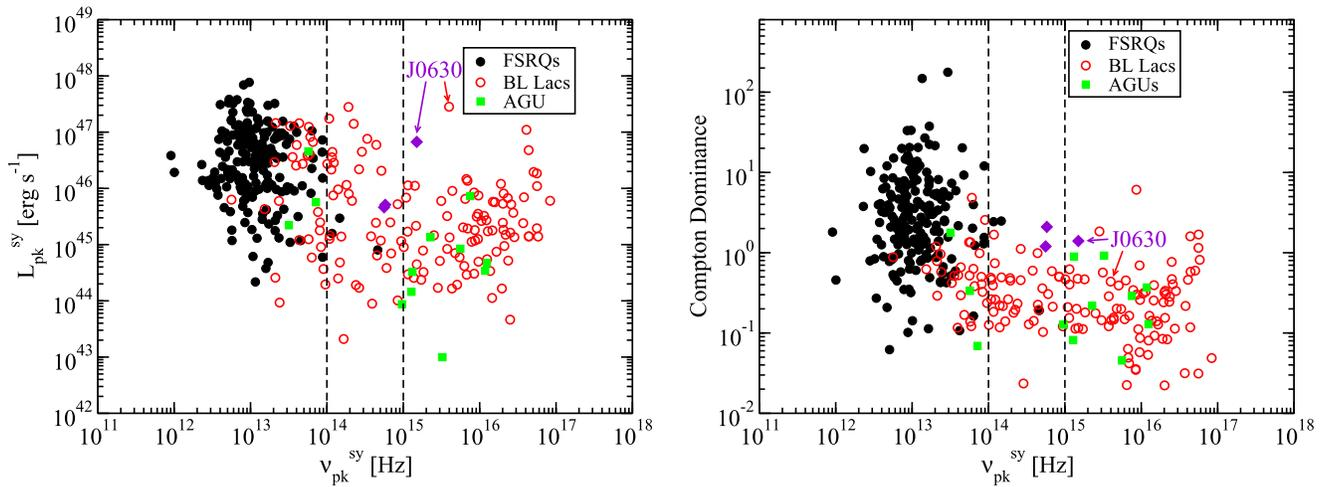 10^49
10^48
10^47
10^46
10^45
10^44
10^43
10^42
L_pk^sy [erg s^-1]
FSRQs
BL Lacs
AGU
J0630
10^11 10^12 10^13 10^14 10^15 10^16 10^17 10^18
ν_pk^sy [Hz]
10^2
10^1
10^0
10^-1
10^-2
Compton Dominance
FSRQs
BL Lacs
AGUs
J0630
10^11 10^12 10^13 10^14 10^15 10^16 10^17 10^18
ν_pk^sy [Hz]